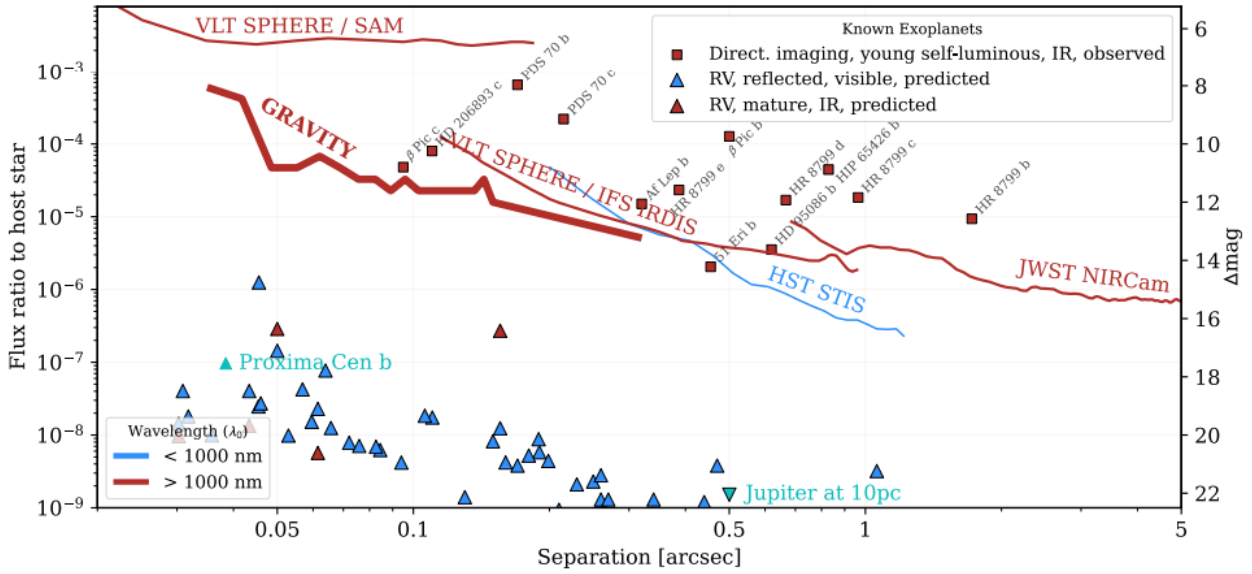 VLT SPHERE / SAM
GRAVITY
VLT SPHERE / IFS IRDIS
HST STIS
JWST NIRCam
Known Exoplanets
Direct. imaging, young self-luminous, IR, observed
RV, reflected, visible, predicted
RV, mature, IR, predicted
β Pic c
HD 206893 c
PDS 70 b
PDS 70 c
Af Lep b
HR 8799 e
β Pic b
51 Eri b
HD 95086 b
HR 8799 d
HIP 65426 b
HR 8799 c
HR 8799 b
Proxima Cen b
Jupiter at 10pc
Wavelength (λ₀)
< 1000 nm
> 1000 nm
Flux ratio to host star
10⁻³
10⁻⁴
10⁻⁵
10⁻⁶
10⁻⁷
10⁻⁸
10⁻⁹
Δmag
6
8
10
12
14
16
18
20
22
0.05
0.1
0.5
1
5
Separation [arcsec]